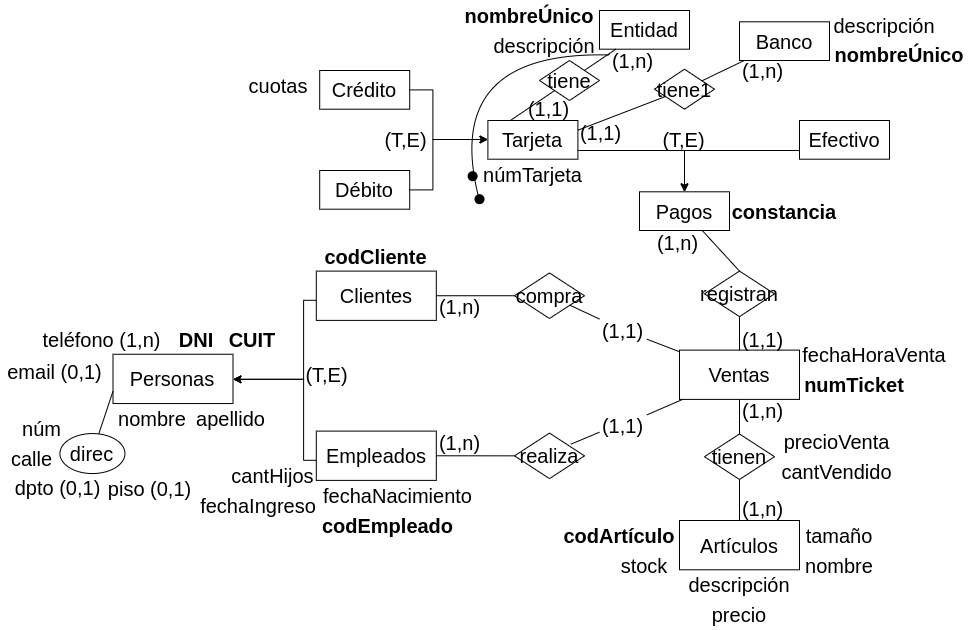 nombreÚnico
Entidad
descripción
Banco
descripción
nombreÚnico
(1,n)
(1,n)
tiene
tiene1
cuotas
Crédito
(1,1)
(T,E)
Tarjeta
(1,1)
(T,E)
Efectivo
Débito
númTarjeta
Pagos
constancia
(1,n)
codCliente
Clientes
(1,n)
compra
registran
(1,1)
(1,1)
teléfono (1,n)
DNI
CUIT
email (0,1)
Personas
(T,E)
Ventas
fechaHoraVenta
numTicket
nombre
apellido
núm
calle
direc
dpto (0,1)
piso (0,1)
(1,n)
(1,1)
(1,n)
Empleados
realiza
tienen
precioVenta
cantVendido
cantHijos
fechaIngreso
fechaNacimiento
codEmpleado
(1,n)
codArtículo
stock
Artículos
tamaño
nombre
descripción
precio